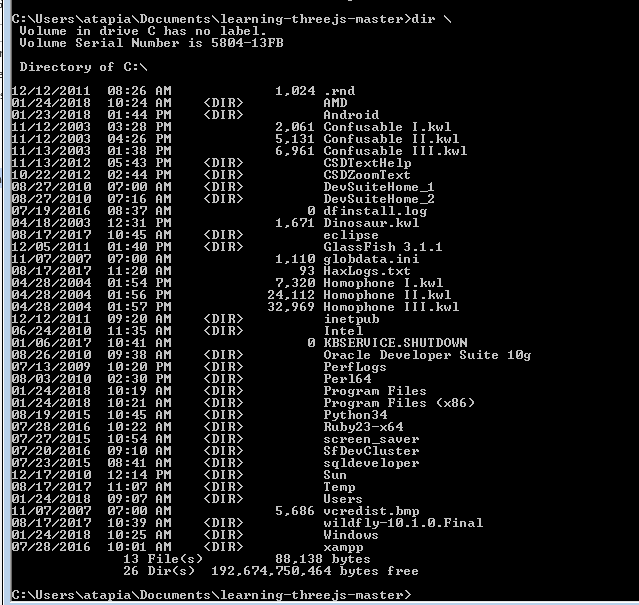 C:\Users\atapia\Documents\learning-threejs-master>dir \
 Volume in drive C has no label.
 Volume Serial Number is 5804-13FB

 Directory of C:\

12/12/2011  08:26 AM             1,024 .rnd
01/24/2018  10:24 AM    <DIR>          AMD
01/23/2018  01:44 PM    <DIR>          Android
11/12/2003  03:28 PM             2,061 Confusable I.kwl
11/12/2003  04:26 PM             5,131 Confusable II.kwl
11/13/2003  01:38 PM             6,961 Confusable III.kwl
11/13/2012  05:43 PM    <DIR>          CSDTextHelp
10/22/2012  02:44 PM    <DIR>          CSDZoomText
08/27/2010  07:00 AM    <DIR>          DevSuiteHome_1
08/27/2010  07:16 AM    <DIR>          DevSuiteHome_2
07/19/2016  08:37 AM                 0 dfinstall.log
04/18/2003  12:31 PM             1,671 Dinosaur.kwl
08/17/2017  10:45 AM    <DIR>          eclipse
12/05/2011  01:40 PM    <DIR>          GlassFish 3.1.1
11/07/2007  07:00 AM             1,110 globdata.ini
08/17/2017  11:20 AM                93 HaxLogs.txt
04/28/2004  01:54 PM             7,320 Homophone I.kwl
04/28/2004  01:56 PM            24,112 Homophone II.kwl
04/28/2004  01:57 PM            32,969 Homophone III.kwl
12/12/2011  09:20 AM    <DIR>          inetpub
06/24/2010  11:35 AM    <DIR>          Intel
01/06/2017  10:41 AM                 0 KBSERVICE.SHUTDOWN
08/26/2010  09:38 AM    <DIR>          Oracle Developer Suite 10g
07/13/2009  10:20 PM    <DIR>          PerfLogs
08/03/2010  02:30 PM    <DIR>          Perl64
01/24/2018  10:19 AM    <DIR>          Program Files
01/24/2018  10:21 AM    <DIR>          Program Files (x86)
08/19/2015  10:45 AM    <DIR>          Python34
07/28/2016  10:22 AM    <DIR>          Ruby23-x64
07/27/2015  10:54 AM    <DIR>          screen_saver
07/20/2016  09:10 AM    <DIR>          SfDevCluster
07/23/2015  08:41 AM    <DIR>          sqldeveloper
12/17/2010  12:14 PM    <DIR>          Sun
08/17/2017  11:07 AM    <DIR>          Temp
01/24/2018  09:07 AM    <DIR>          Users
11/07/2007  07:00 AM             5,686 vcredist.bmp
08/17/2017  10:39 AM    <DIR>          wildfly-10.1.0.Final
01/24/2018  10:25 AM    <DIR>          Windows
07/28/2016  10:01 AM    <DIR>          xampp
              13 File(s)         88,138 bytes
              26 Dir(s)  192,674,750,464 bytes free

C:\Users\atapia\Documents\learning-threejs-master>